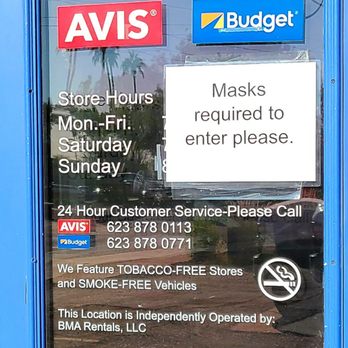 AVIS®
Budget®
Masks
required to
enter please.
Store Hours
Mon.-Fri.
Saturday
Sunday
24 Hour Customer Service-Please Call
AVIS 623 878 0113
Budget 623 878 0771
We Feature TOBACCO-FREE Stores
and SMOKE-FREE Vehicles
This Location is Independently Operated by:
BMA Rentals, LLC